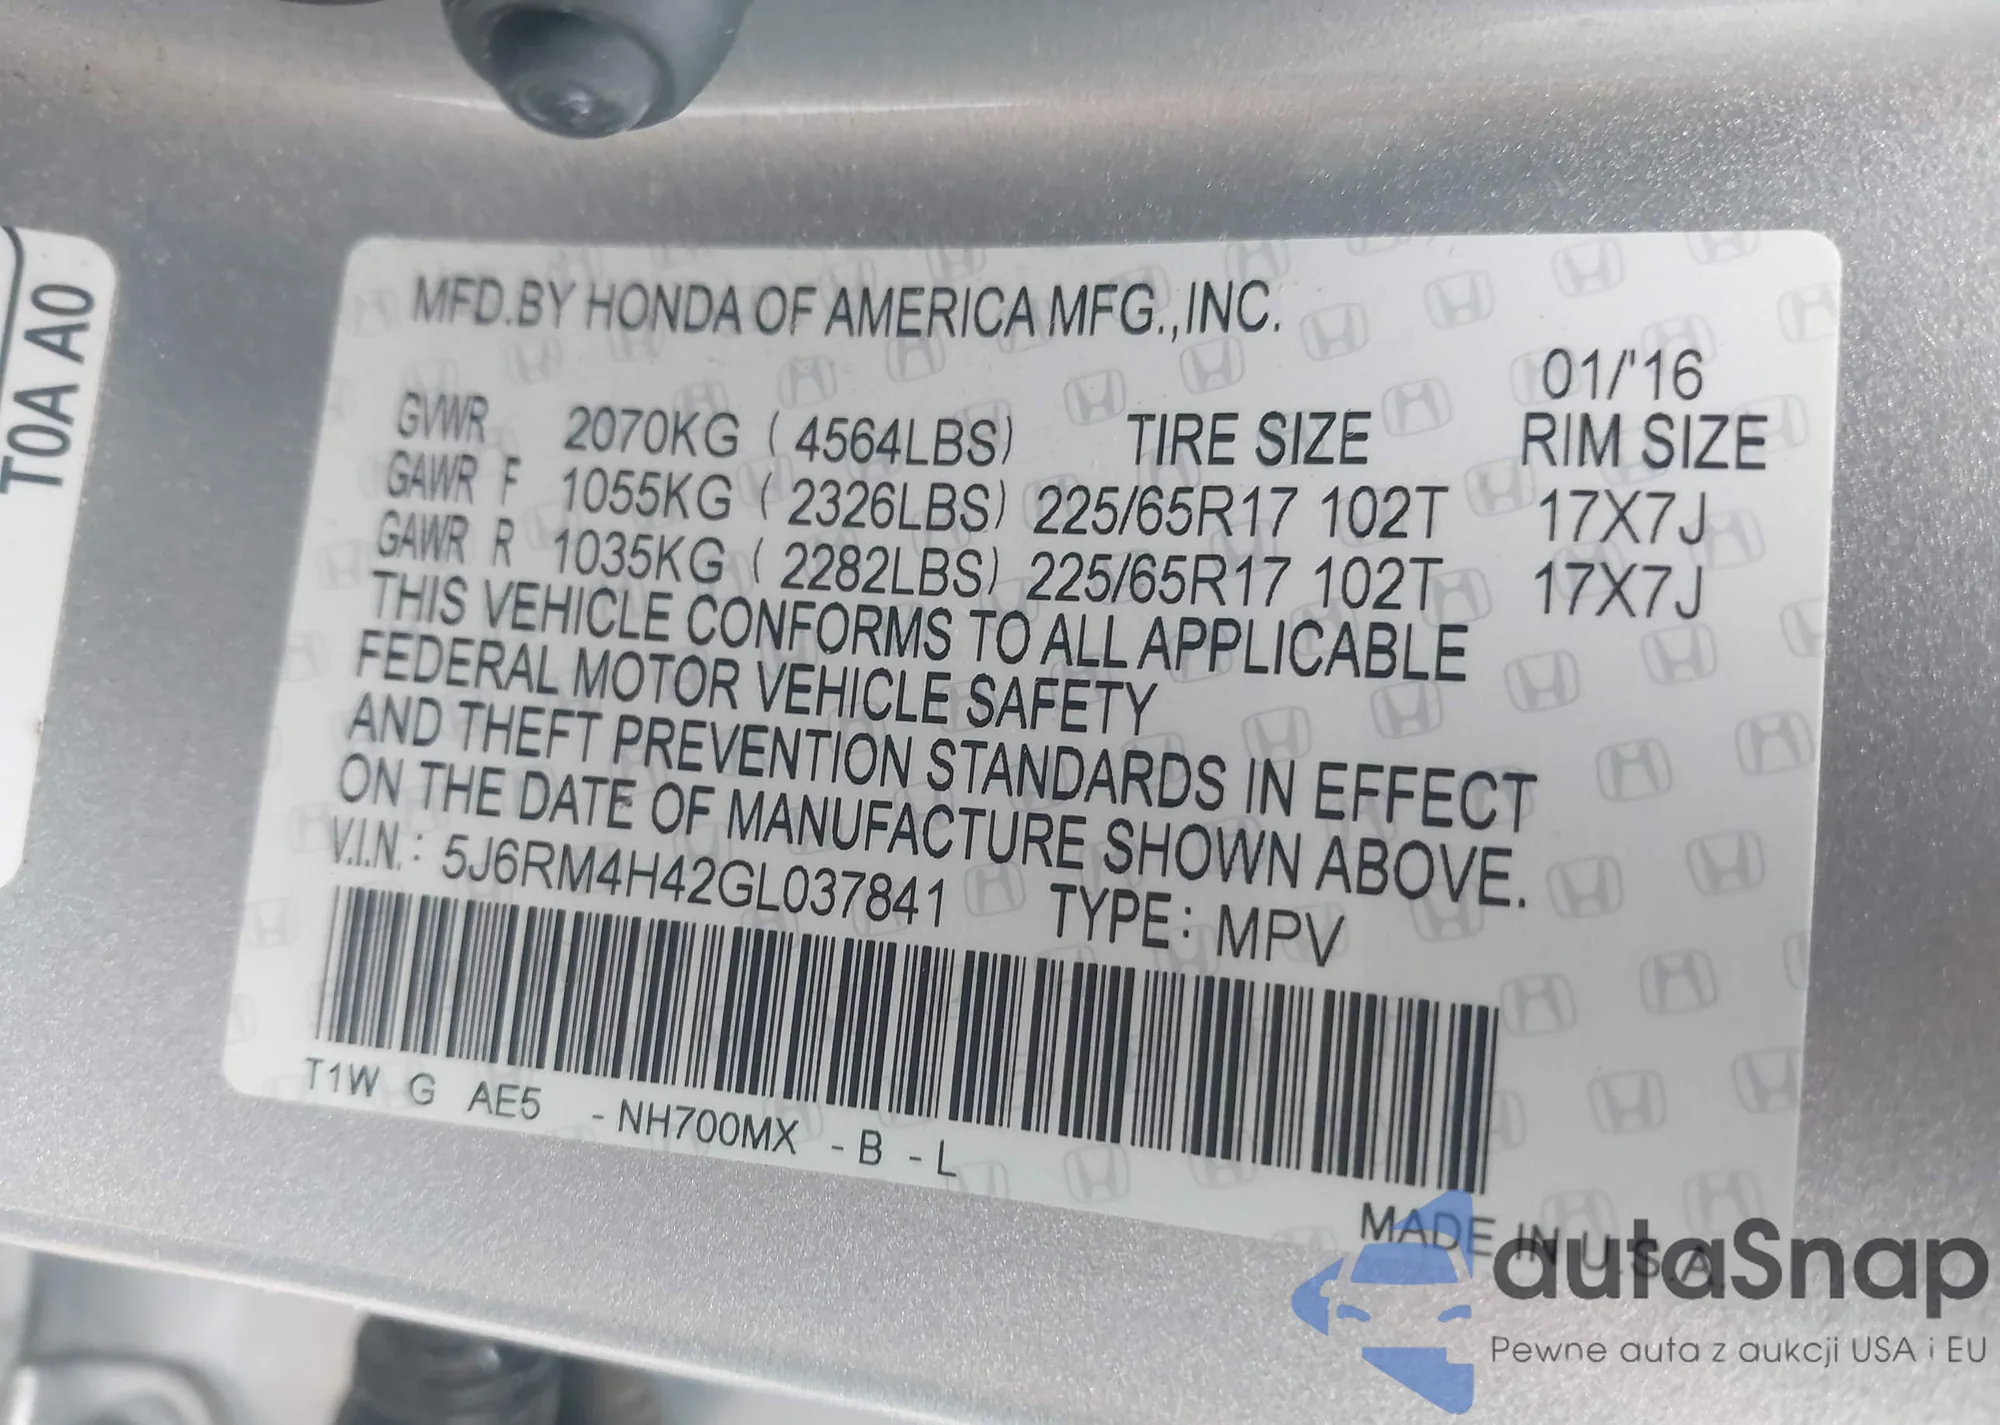 T0A A0
MFD.BY HONDA OF AMERICA MFG.,INC.
01/'16
GVWR 2070KG ( 4564LBS) TIRE SIZE RIM SIZE
GAWR F 1055KG ( 2326LBS) 225/65R17 102T 17X7J
GAWR R 1035KG ( 2282LBS) 225/65R17 102T 17X7J
THIS VEHICLE CONFORMS TO ALL APPLICABLE
FEDERAL MOTOR VEHICLE SAFETY
AND THEFT PREVENTION STANDARDS IN EFFECT
ON THE DATE OF MANUFACTURE SHOWN ABOVE.
V.I.N. : 5J6RM4H42GL037841 TYPE : MPV
T1W G AE5 - NH700MX - B - L
MADE IN U.S.A.
autaSnap
Pewne auta z aukcji USA i EU